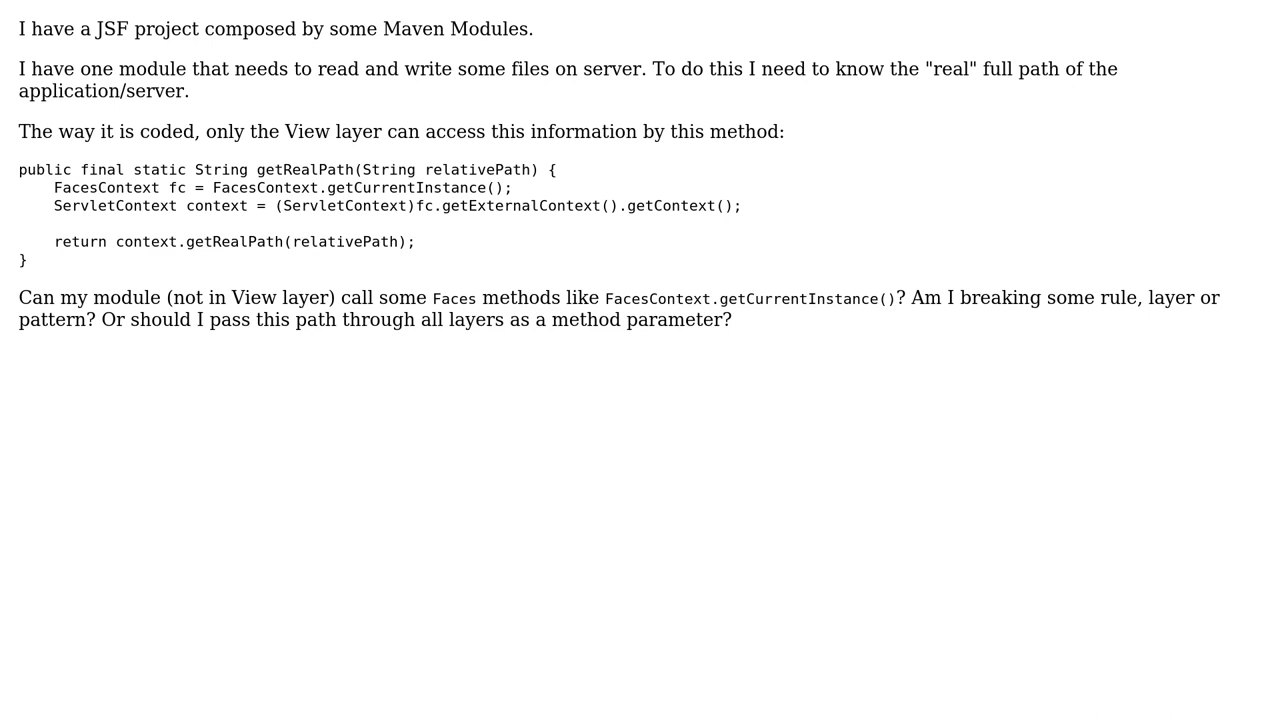 I have a JSF project composed by some Maven Modules.
I have one module that needs to read and write some files on server. To do this I need to know the "real" full path of the
application/server.
The way it is coded, only the View layer can access this information by this method:
public final static String getRealPath(String relativePath) {
    FacesContext fc = FacesContext.getCurrentInstance();
    ServletContext context = (ServletContext)fc.getExternalContext().getContext();
    return context.getRealPath(relativePath);
}
Can my module (not in View layer) call some Faces methods like FacesContext.getCurrentInstance()? Am I breaking some rule, layer or
pattern? Or should I pass this path through all layers as a method parameter?